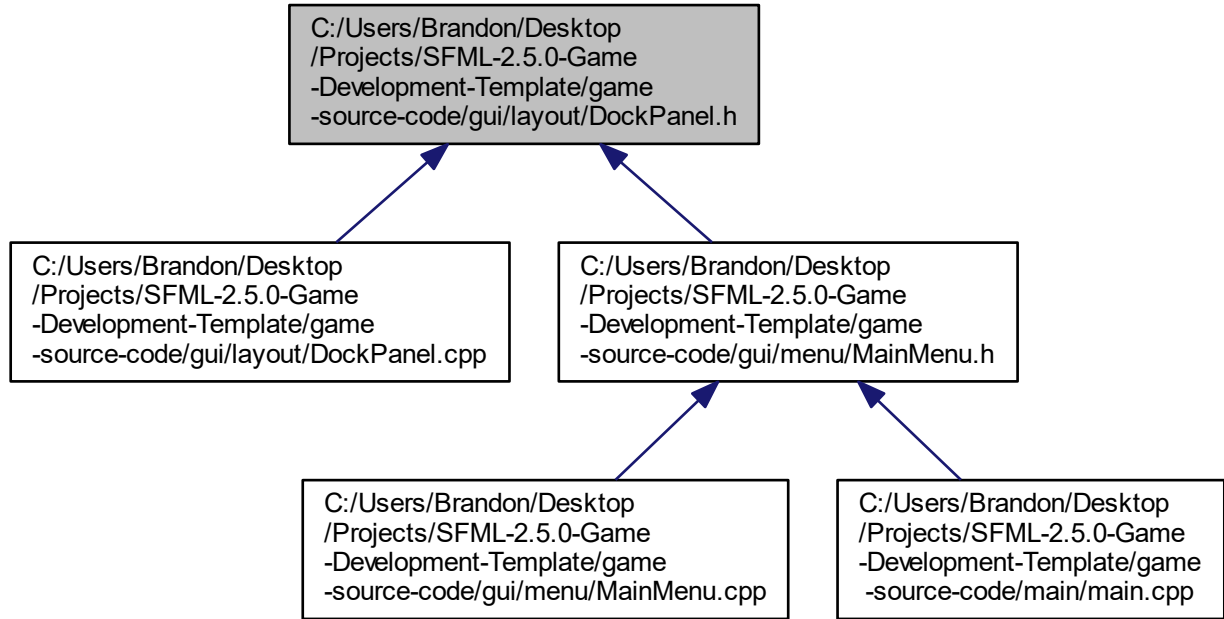 C:/Users/Brandon/Desktop
/Projects/SFML-2.5.0-Game
-Development-Template/game
-source-code/gui/layout/DockPanel.h
C:/Users/Brandon/Desktop
/Projects/SFML-2.5.0-Game
-Development-Template/game
-source-code/gui/layout/DockPanel.cpp
C:/Users/Brandon/Desktop
/Projects/SFML-2.5.0-Game
-Development-Template/game
-source-code/gui/menu/MainMenu.h
C:/Users/Brandon/Desktop
/Projects/SFML-2.5.0-Game
-Development-Template/game
-source-code/gui/menu/MainMenu.cpp
C:/Users/Brandon/Desktop
/Projects/SFML-2.5.0-Game
-Development-Template/game
-source-code/main/main.cpp